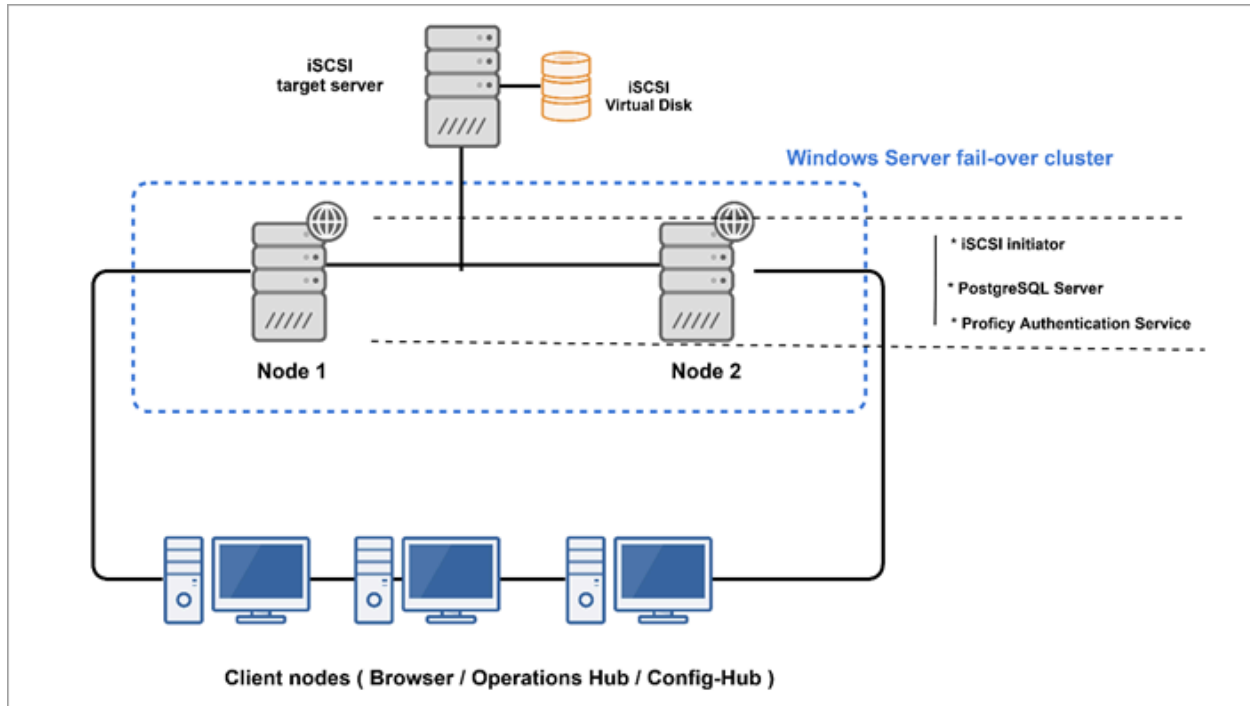 iSCSI
target server
iSCSI
Virtual Disk
Windows Server fail-over cluster
* iSCSI initiator
* PostgreSQL Server
* Proficy Authentication Service
Node 1
Node 2
Client nodes ( Browser / Operations Hub / Config-Hub )